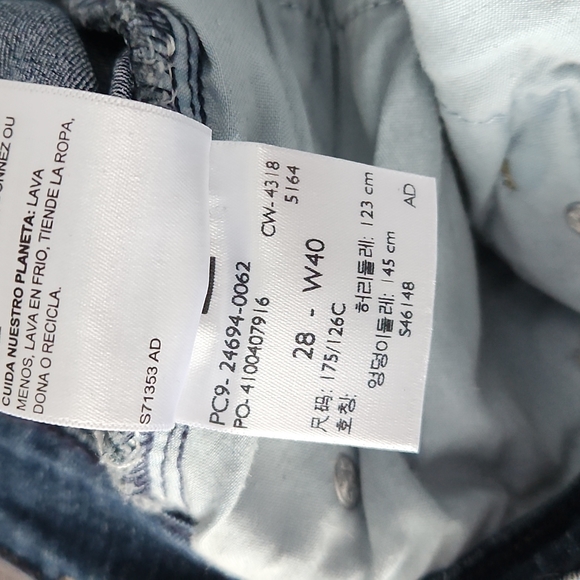 ONNEZ OU
CUIDA NUESTRO PLANETA: LAVA
MENOS, LAVA EN FRIO, TIENDE LA ROPA,
DONA O RECICLA.
S71353 AD
PC9-24694-0062
PO-4100407916
CW-4318
5164
28 - W40
尺码: 175/126C
호칭:
허리둘레: 123 cm
엉덩이둘레: 145 cm
S46148
AD